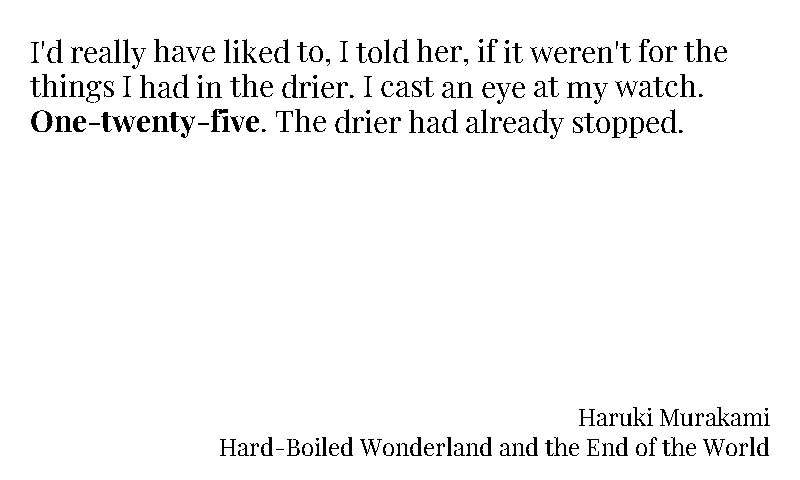 I'd really have liked to, I told her, if it weren't for the
things I had in the drier. I cast an eye at my watch.
One-twenty-five. The drier had already stopped.
Haruki Murakami
Hard-Boiled Wonderland and the End of the World